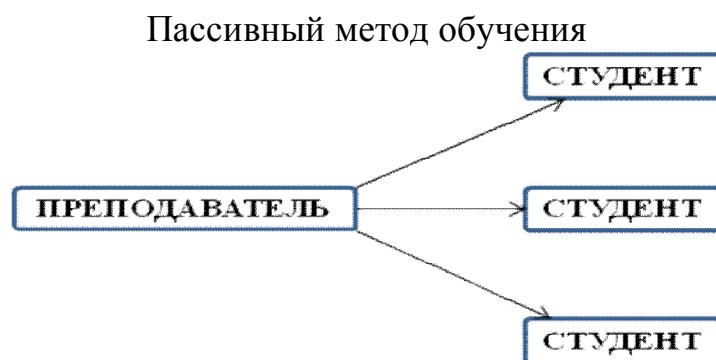 Пассивный метод обучения
СТУДЕНТ
ПРЕПОДАВАТЕЛЬ
СТУДЕНТ
СТУДЕНТ